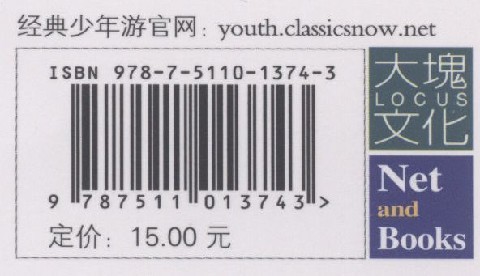 经典少年游官网：youth.classicsnow.net
ISBN 978-7-5110-1374-3
9 787511 013743 >
定价：15.00 元
大塊
LOCUS
文化
Net
and
Books